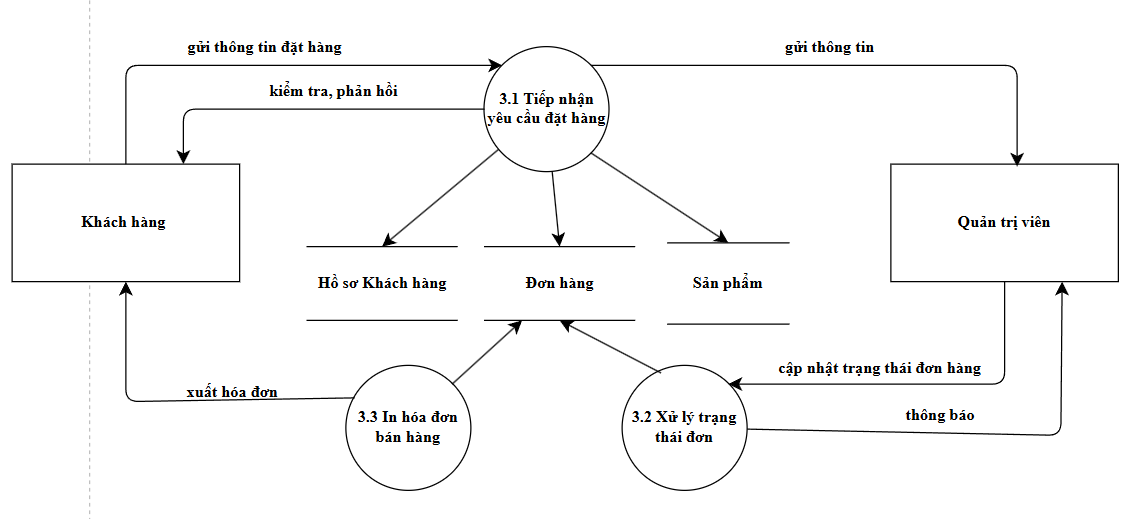 gửi thông tin đặt hàng
gửi thông tin
kiểm tra, phản hồi
3.1 Tiếp nhận
yêu cầu đặt hàng
Khách hàng
Quản trị viên
Hồ sơ Khách hàng
Đơn hàng
Sản phẩm
cập nhật trạng thái đơn hàng
xuất hóa đơn
3.3 In hóa đơn
bán hàng
3.2 Xử lý trạng
thái đơn
thông báo